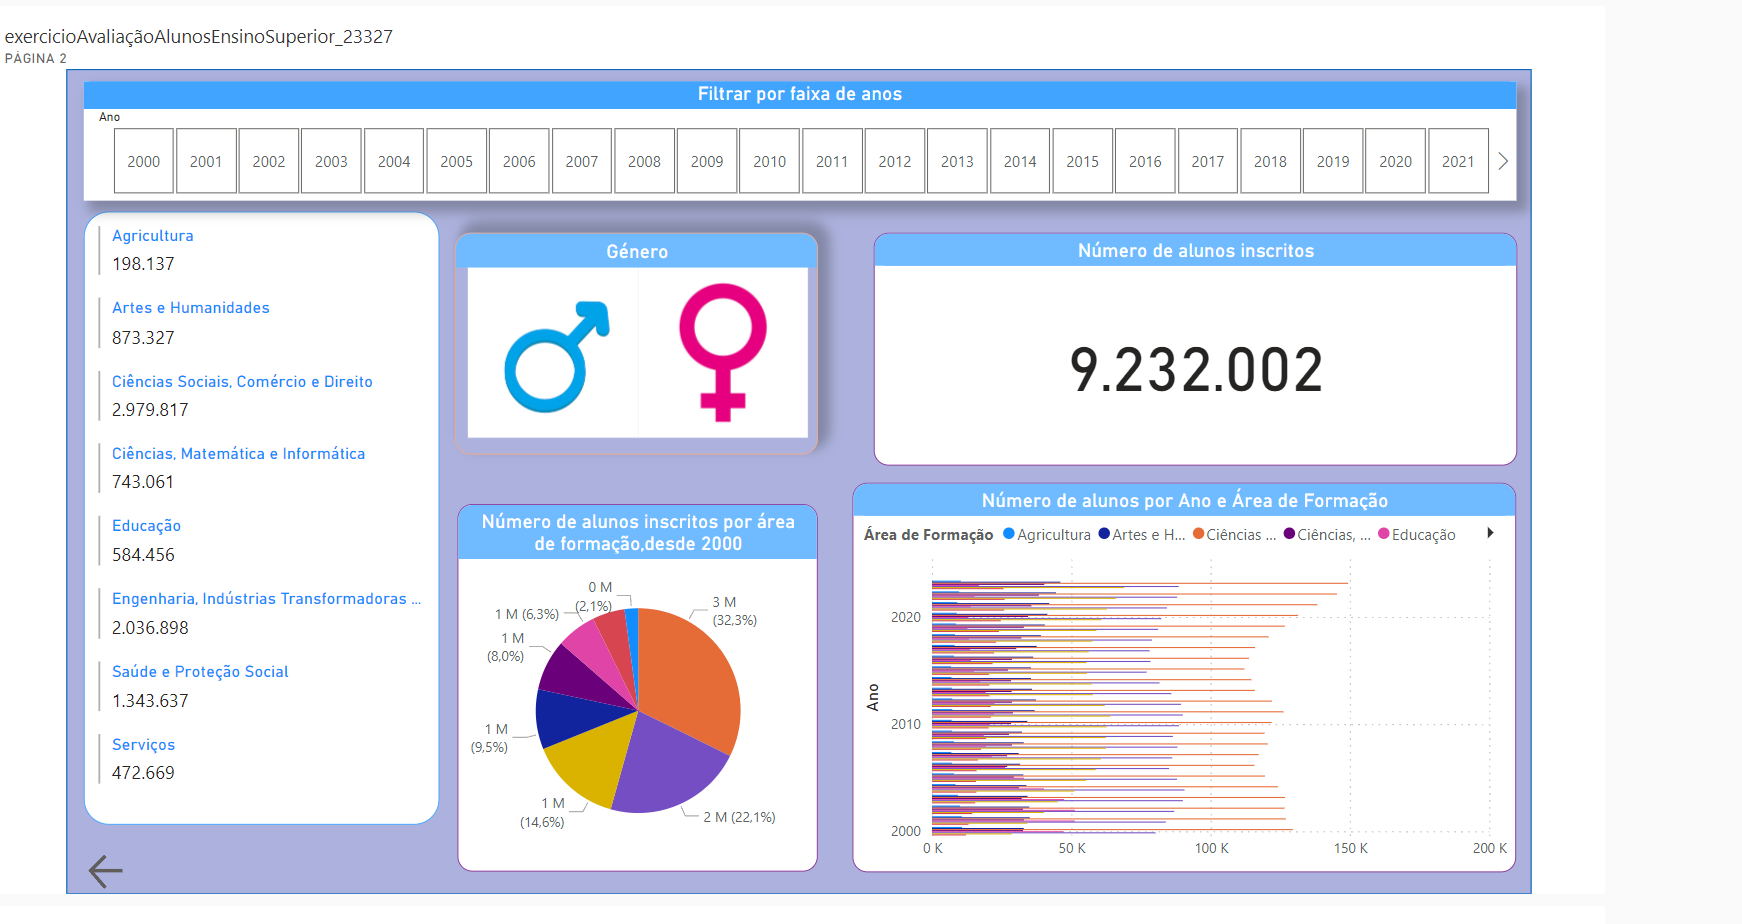 exercicioAvaliaçãoAlunosEnsinoSuperior_23327
PÁGINA 2
Filtrar por faixa de anos
Ano
2000 2001 2002 2003 2004 2005 2006 2007 2008 2009 2010 2011 2012 2013 2014 2015 2016 2017 2018 2019 2020 2021
Agricultura
198.137
Artes e Humanidades
873.327
Ciências Sociais, Comércio e Direito
2.979.817
Ciências, Matemática e Informática
743.061
Educação
584.456
Engenharia, Indústrias Transformadoras ...
2.036.898
Saúde e Proteção Social
1.343.637
Serviços
472.669
Género
Número de alunos inscritos
9.232.002
Número de alunos inscritos por área
de formação,desde 2000
0 M
(2,1%)
3 M
(32,3%)
1 M (6,3%)
1 M
(8,0%)
1 M
(9,5%)
1 M
(14,6%)
2 M (22,1%)
Número de alunos por Ano e Área de Formação
Área de Formação Agricultura Artes e H... Ciências ... Ciências, ... Educação
Ano
2020
2010
2000
0 K 50 K 100 K 150 K 200 K